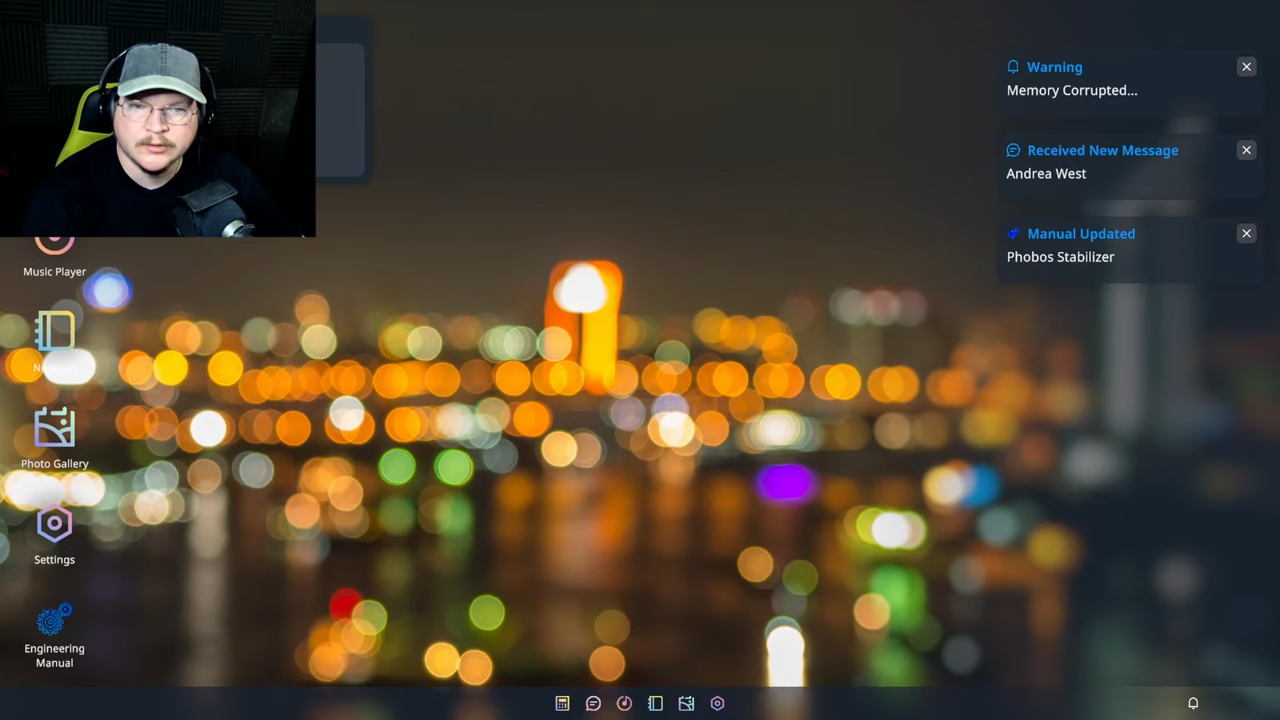 Warning
Memory Corrupted...
Received New Message
Andrea West
Manual Updated
Phobos Stabilizer
Music Player
Photo Gallery
Settings
Engineering
Manual